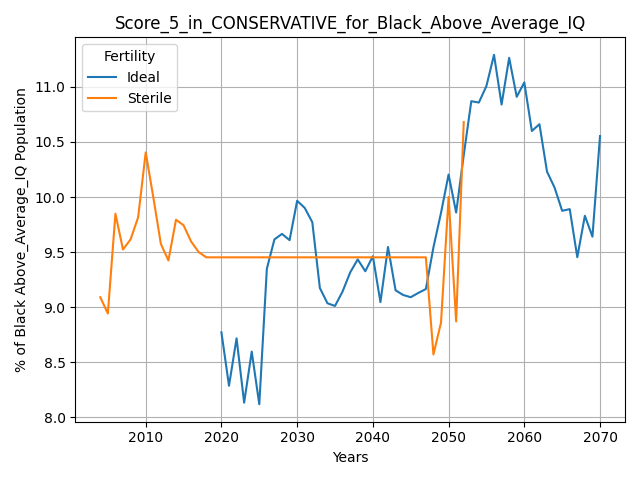 Score_5_in_CONSERVATIVE_for_Black_Above_Average_IQ
Fertility
Ideal
Sterile
% of Black Above_Average_IQ Population
11.0
10.5
10.0
9.5
9.0
8.5
8.0
2010 2020 2030 2040 2050 2060 2070
Years